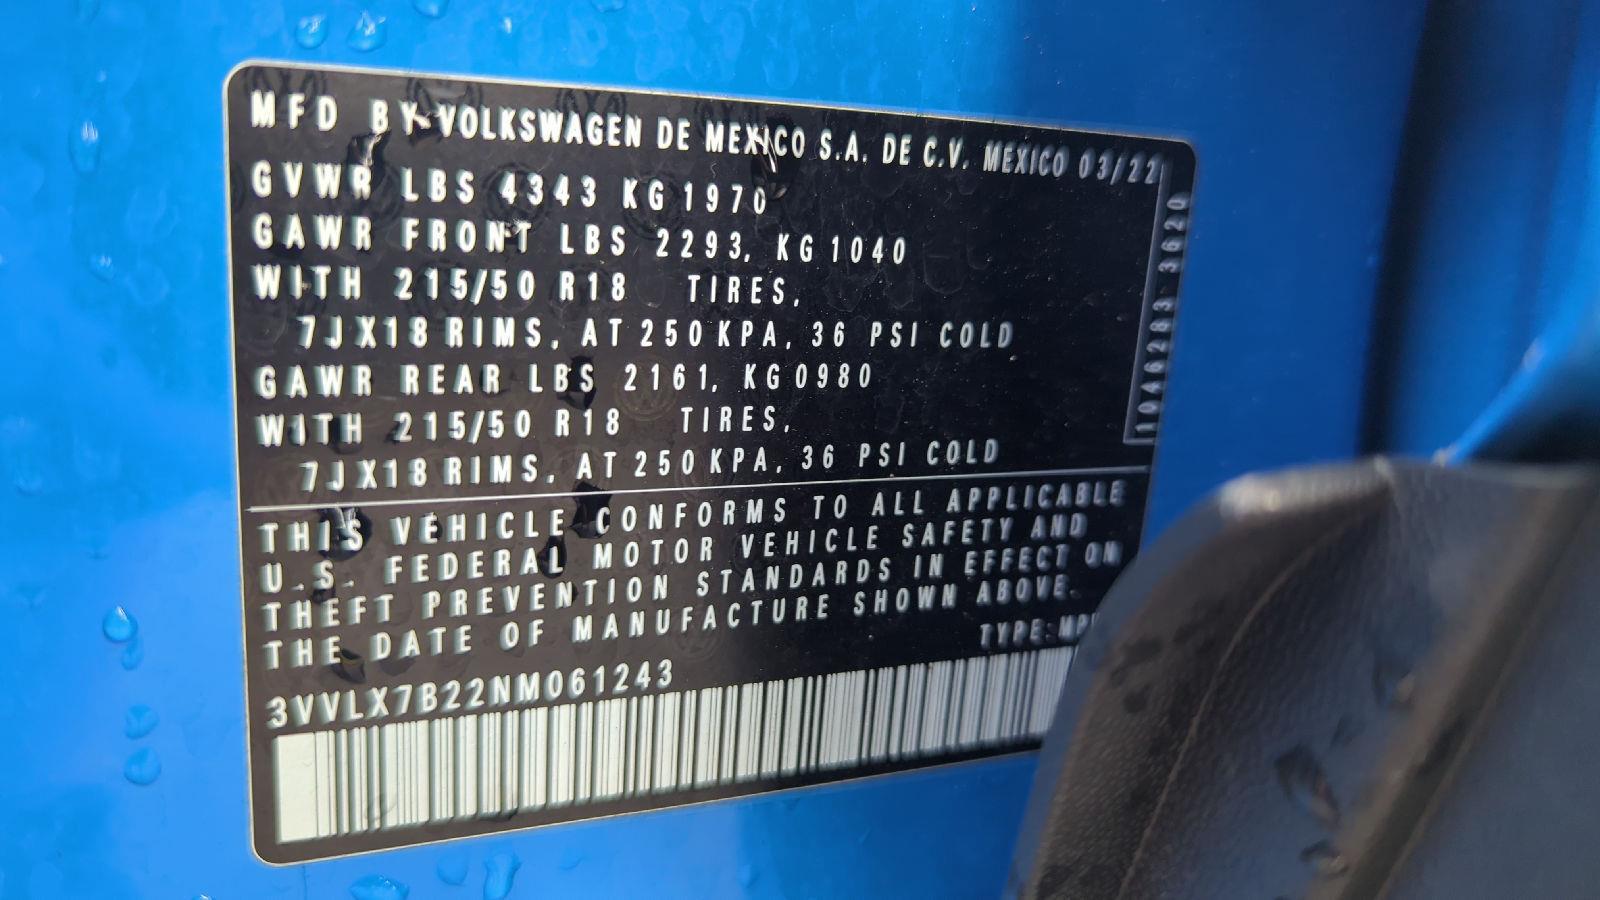 MFD BY VOLKSWAGEN DE MEXICO S.A. DE C.V. MEXICO 03/22
GVWR LBS 4343 KG 1970
GAWR FRONT LBS 2293, KG 1040
WITH 215/50 R18 TIRES,
7JX18 RIMS, AT 250 KPA, 36 PSI COLD
GAWR REAR LBS 2161, KG 0980
WITH 215/50 R18 TIRES,
7JX18 RIMS, AT 250 KPA, 36 PSI COLD
THIS VEHICLE CONFORMS TO ALL APPLICABLE
U.S. FEDERAL MOTOR VEHICLE SAFETY AND
THEFT PREVENTION STANDARDS IN EFFECT ON
THE DATE OF MANUFACTURE SHOWN ABOVE.
TYPE:
3VVLX7B22NM061243
1046283 3620